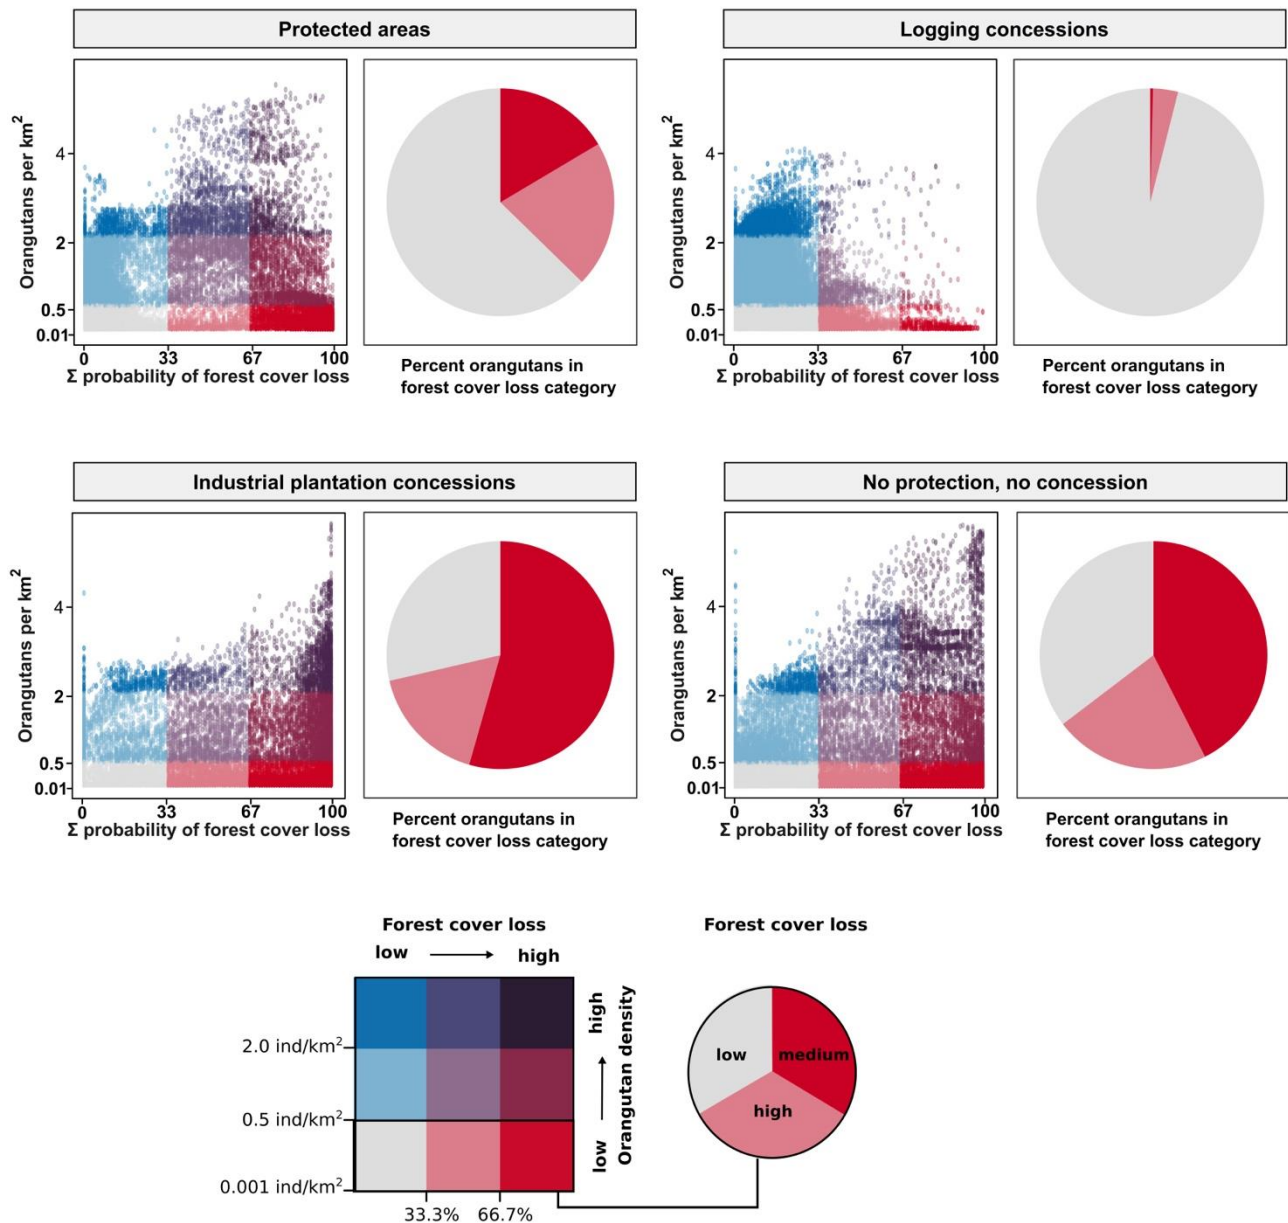 Protected areas
Logging concessions
Orangutans per km²
4
2
0.5
0.01
0 33 67 100
Σ probability of forest cover loss
Percent orangutans in
forest cover loss category
Orangutans per km²
4
2
0.5
0.01
0 33 67 100
Σ probability of forest cover loss
Percent orangutans in
forest cover loss category
Industrial plantation concessions
No protection, no concession
Orangutans per km²
4
2
0.5
0.01
0 33 67 100
Σ probability of forest cover loss
Percent orangutans in
forest cover loss category
Orangutans per km²
4
2
0.5
0.01
0 33 67 100
Σ probability of forest cover loss
Percent orangutans in
forest cover loss category
Forest cover loss
low → high
2.0 ind/km²
0.5 ind/km²
0.001 ind/km²
33.3% 66.7%
low → high
Orangutan density
Forest cover loss
low
medium
high